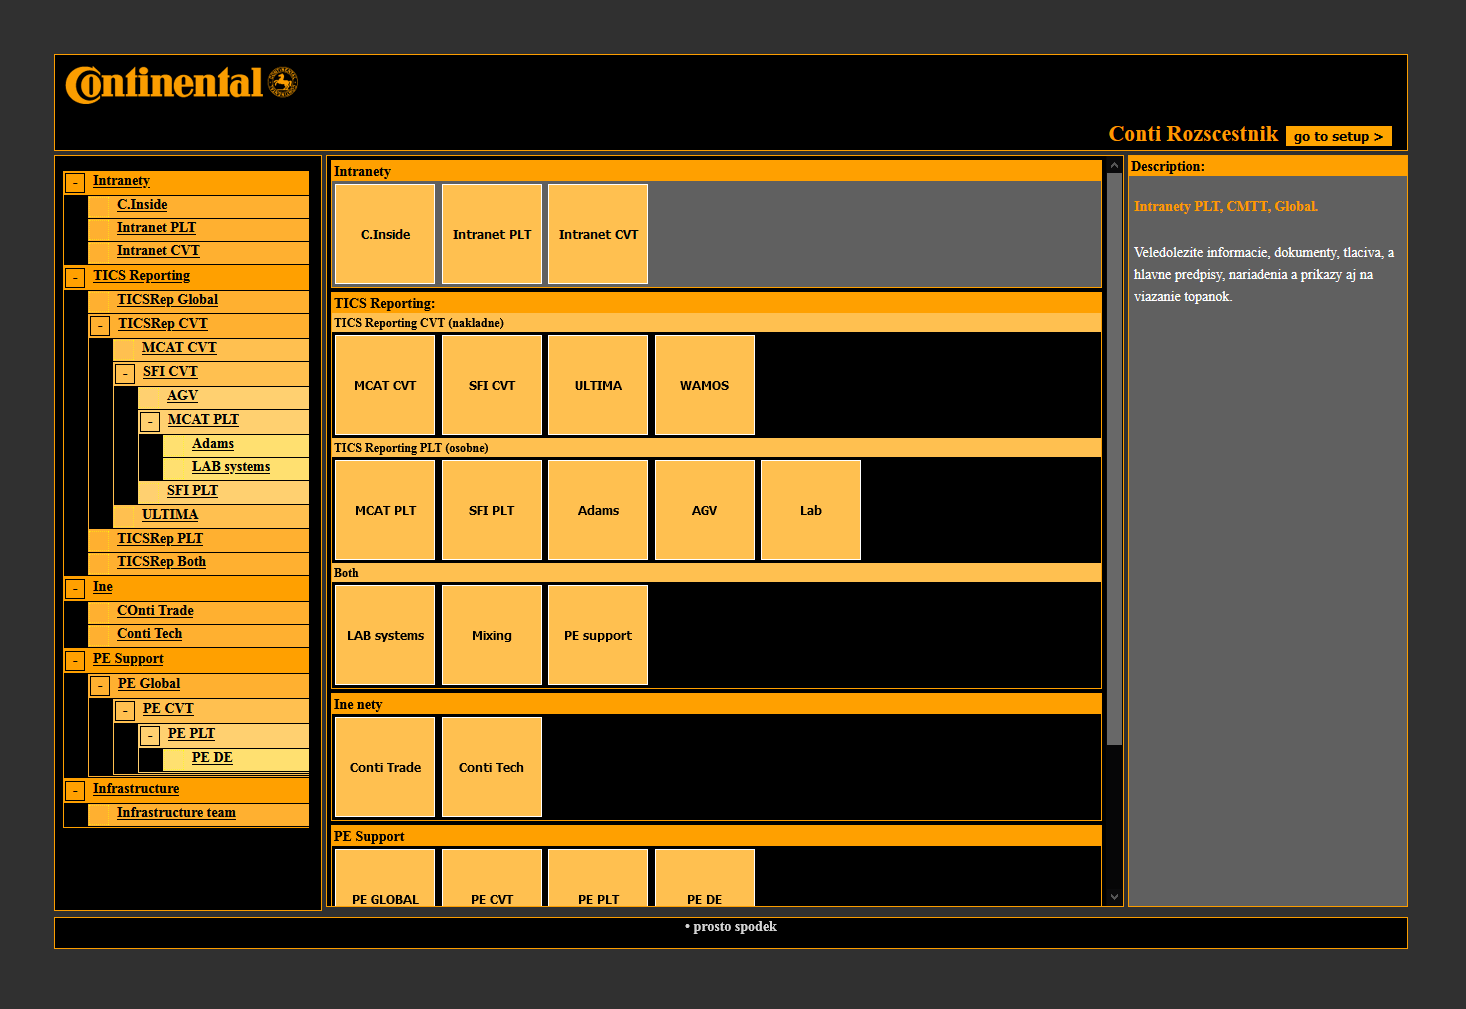 Continental
Conti Rozscestnik go to setup >
- Intranety
C.Inside
Intranet PLT
Intranet CVT
- TICS Reporting
TICSRep Global
- TICSRep CVT
MCAT CVT
- SFI CVT
AGV
- MCAT PLT
Adams
LAB systems
SFI PLT
ULTIMA
TICSRep PLT
TICSRep Both
- Ine
COnti Trade
Conti Tech
- PE Support
- PE Global
- PE CVT
- PE PLT
PE DE
- Infrastructure
Infrastructure team
Intranety
C.Inside Intranet PLT Intranet CVT
TICS Reporting:
TICS Reporting CVT (nakladne)
MCAT CVT SFI CVT ULTIMA WAMOS
TICS Reporting PLT (osobne)
MCAT PLT SFI PLT Adams AGV Lab
Both
LAB systems Mixing PE support
Ine nety
Conti Trade Conti Tech
PE Support
PE GLOBAL PE CVT PE PLT PE DE
Description:
Intranety PLT, CMTT, Global.
Veledolezite informacie, dokumenty, tlaciva, a
hlavne predpisy, nariadenia a prikazy aj na
viazanie topanok.
• prosto spodek